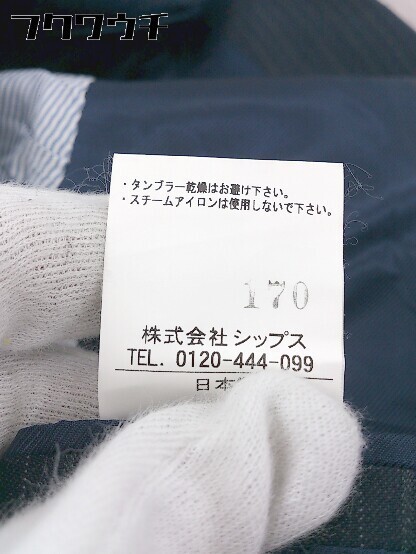 フクワウチ
・タンブラー乾燥はお避け下さい。
・スチームアイロンは使用しないで下さい。
170
株式会社 シップス
TEL. 0120-444-099
日本